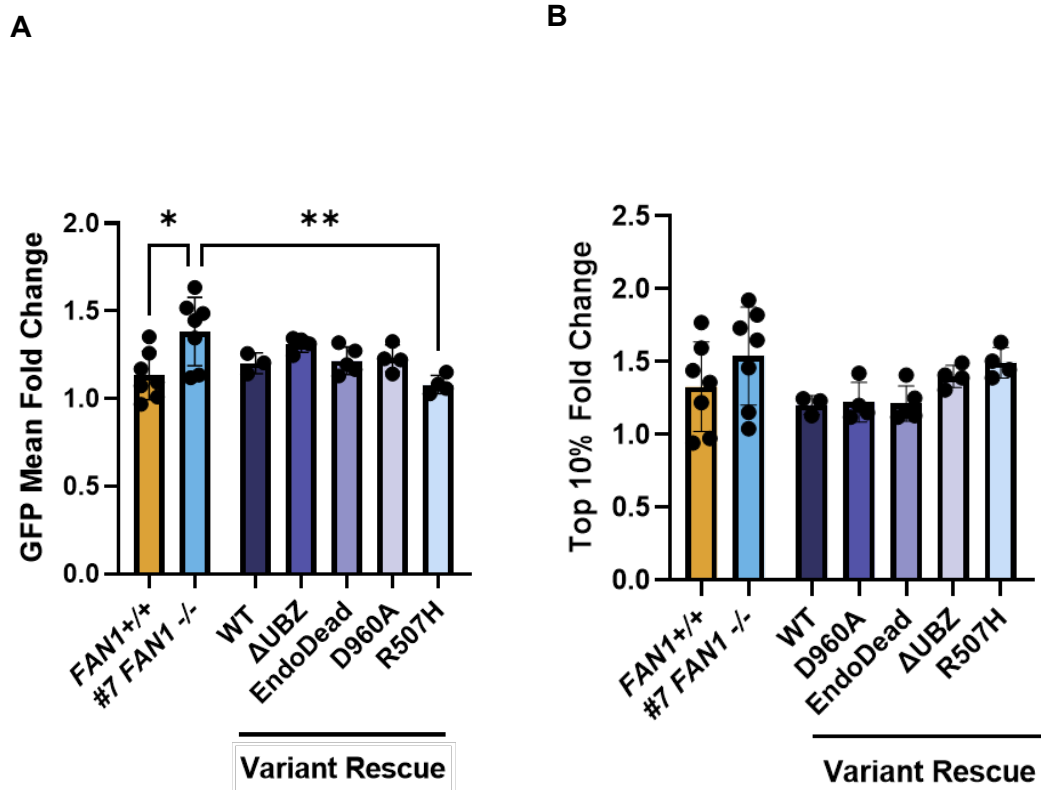 A
B
GFP Mean Fold Change
2.0
1.5
1.0
0.5
0.0
*
**
FAN1+/+
#7 FAN1 -/-
WT
ΔUBZ
EndoDead
D960A
R507H
Variant Rescue
Top 10% Fold Change
2.5
2.0
1.5
1.0
0.5
0.0
FAN1+/+
#7 FAN1 -/-
WT
D960A
EndoDead
ΔUBZ
R507H
Variant Rescue